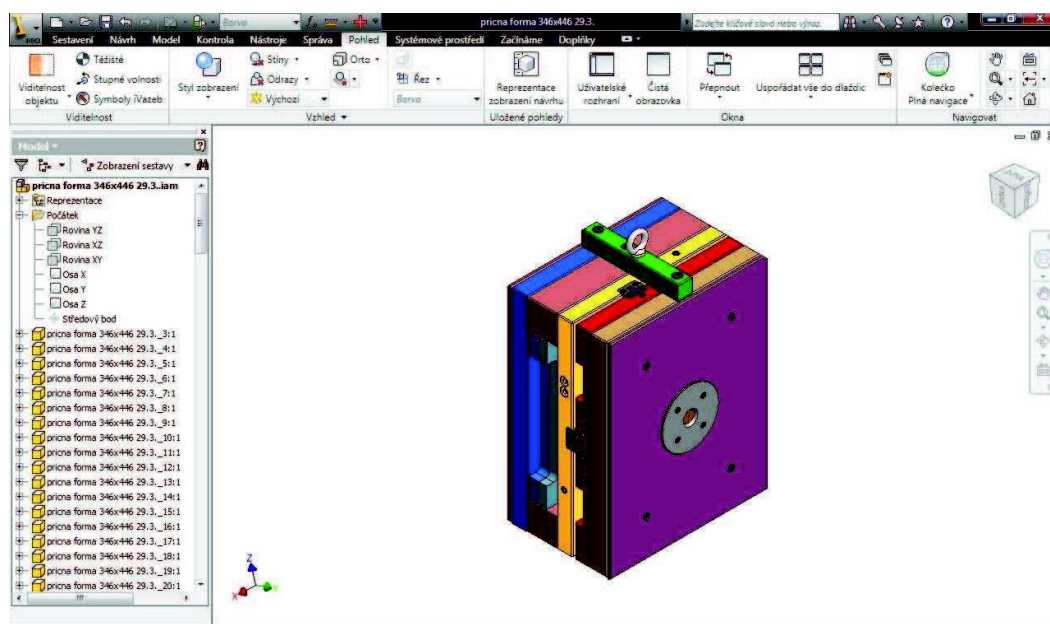 Borvo
pricna forma 346x446 29.3.
Zadejte klíčové slovo nebo výraz.
PRO
Sestavení Návrh Model Kontrola Nástroje Správa Pohled Systémové prostředí Začínáme Doplňky
Viditelnost objektu
Těžiště
Stupně volnosti
Symboly iVazeb
Viditelnost
Styl zobrazení
Stíny
Odrazy
Výchozí
Orto
Řez
Barva
Vzhled
Reprezentace zobrazení návrhu
Uložené pohledy
Uživatelské rozhraní
Čistá obrazovka
Přepnout
Uspořádat vše do dlaždic
Okna
Kolečko Plné navigace
Navigovat
Model
Zobrazení sestavy
pricna forma 346x446 29.3..iam
Reprezentace
Počátek
Rovina YZ
Rovina XZ
Rovina XY
Osa X
Osa Y
Osa Z
Středový bod
pricna forma 346x446 29.3._3:1
pricna forma 346x446 29.3._4:1
pricna forma 346x446 29.3._5:1
pricna forma 346x446 29.3._6:1
pricna forma 346x446 29.3._7:1
pricna forma 346x446 29.3._8:1
pricna forma 346x446 29.3._9:1
pricna forma 346x446 29.3._10:1
pricna forma 346x446 29.3._11:1
pricna forma 346x446 29.3._12:1
pricna forma 346x446 29.3._13:1
pricna forma 346x446 29.3._14:1
pricna forma 346x446 29.3._15:1
pricna forma 346x446 29.3._16:1
pricna forma 346x446 29.3._17:1
pricna forma 346x446 29.3._18:1
pricna forma 346x446 29.3._19:1
pricna forma 346x446 29.3._20:1
Z
X
Y